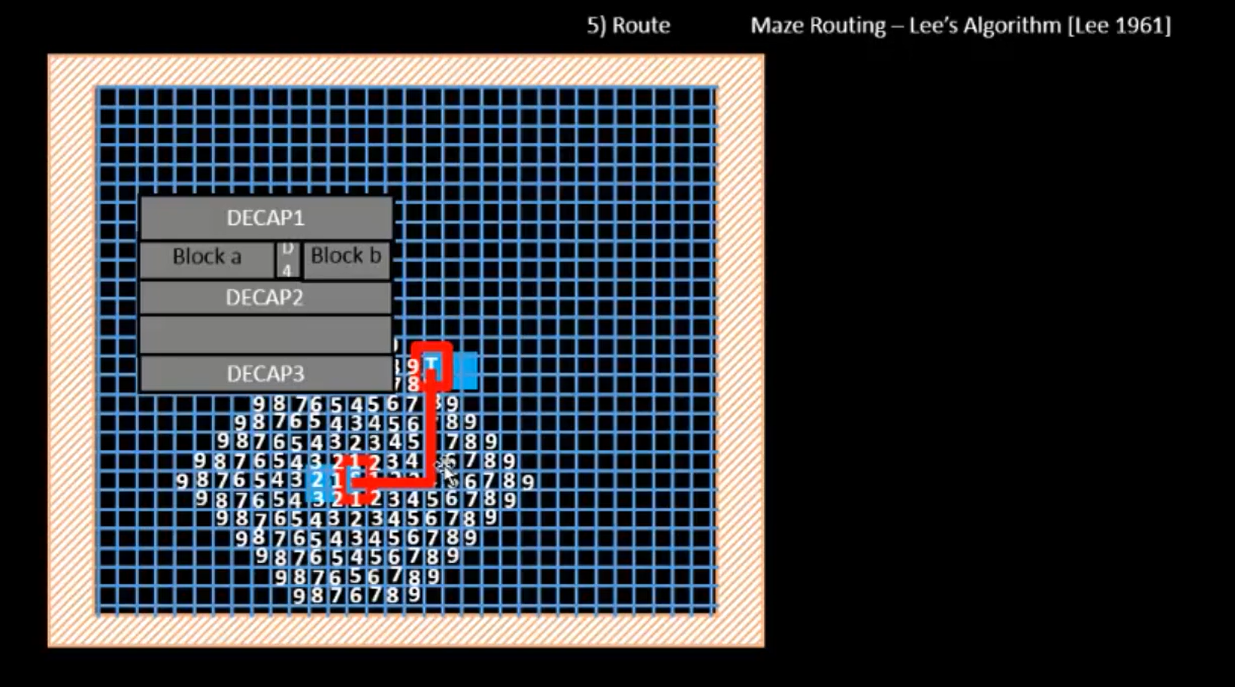 5) Route
Maze Routing – Lee's Algorithm [Lee 1961]
DECAP1
Block a
D
4
Block b
DECAP2
DECAP3
9 T
7 8
9 8 7 6 5 4 5 6 7 8 9
9 8 7 6 5 4 3 4 5 6 7 8 9
9 8 7 6 5 4 3 2 3 4 5 7 8 9
9 8 7 6 5 4 3 2 1 2 3 4 6 7 8 9
9 8 7 6 5 4 3 2 1 6 7 8 9
9 8 7 6 5 4 3 2 1 2 3 4 5 6 7 8 9
9 8 7 6 5 4 3 2 3 4 5 6 7 8 9
9 8 7 6 5 4 3 4 5 6 7 8 9
9 8 7 6 5 4 5 6 7 8 9
9 8 7 6 5 6 7 8 9
9 8 7 6 7 8 9